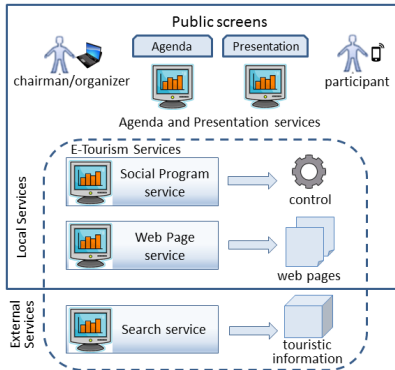 Public screens
Agenda
Presentation
chairman/organizer
participant
Agenda and Presentation services
E-Tourism Services
Local Services
Social Program
service
control
Web Page
service
web pages
External
Services
Search service
touristic
information